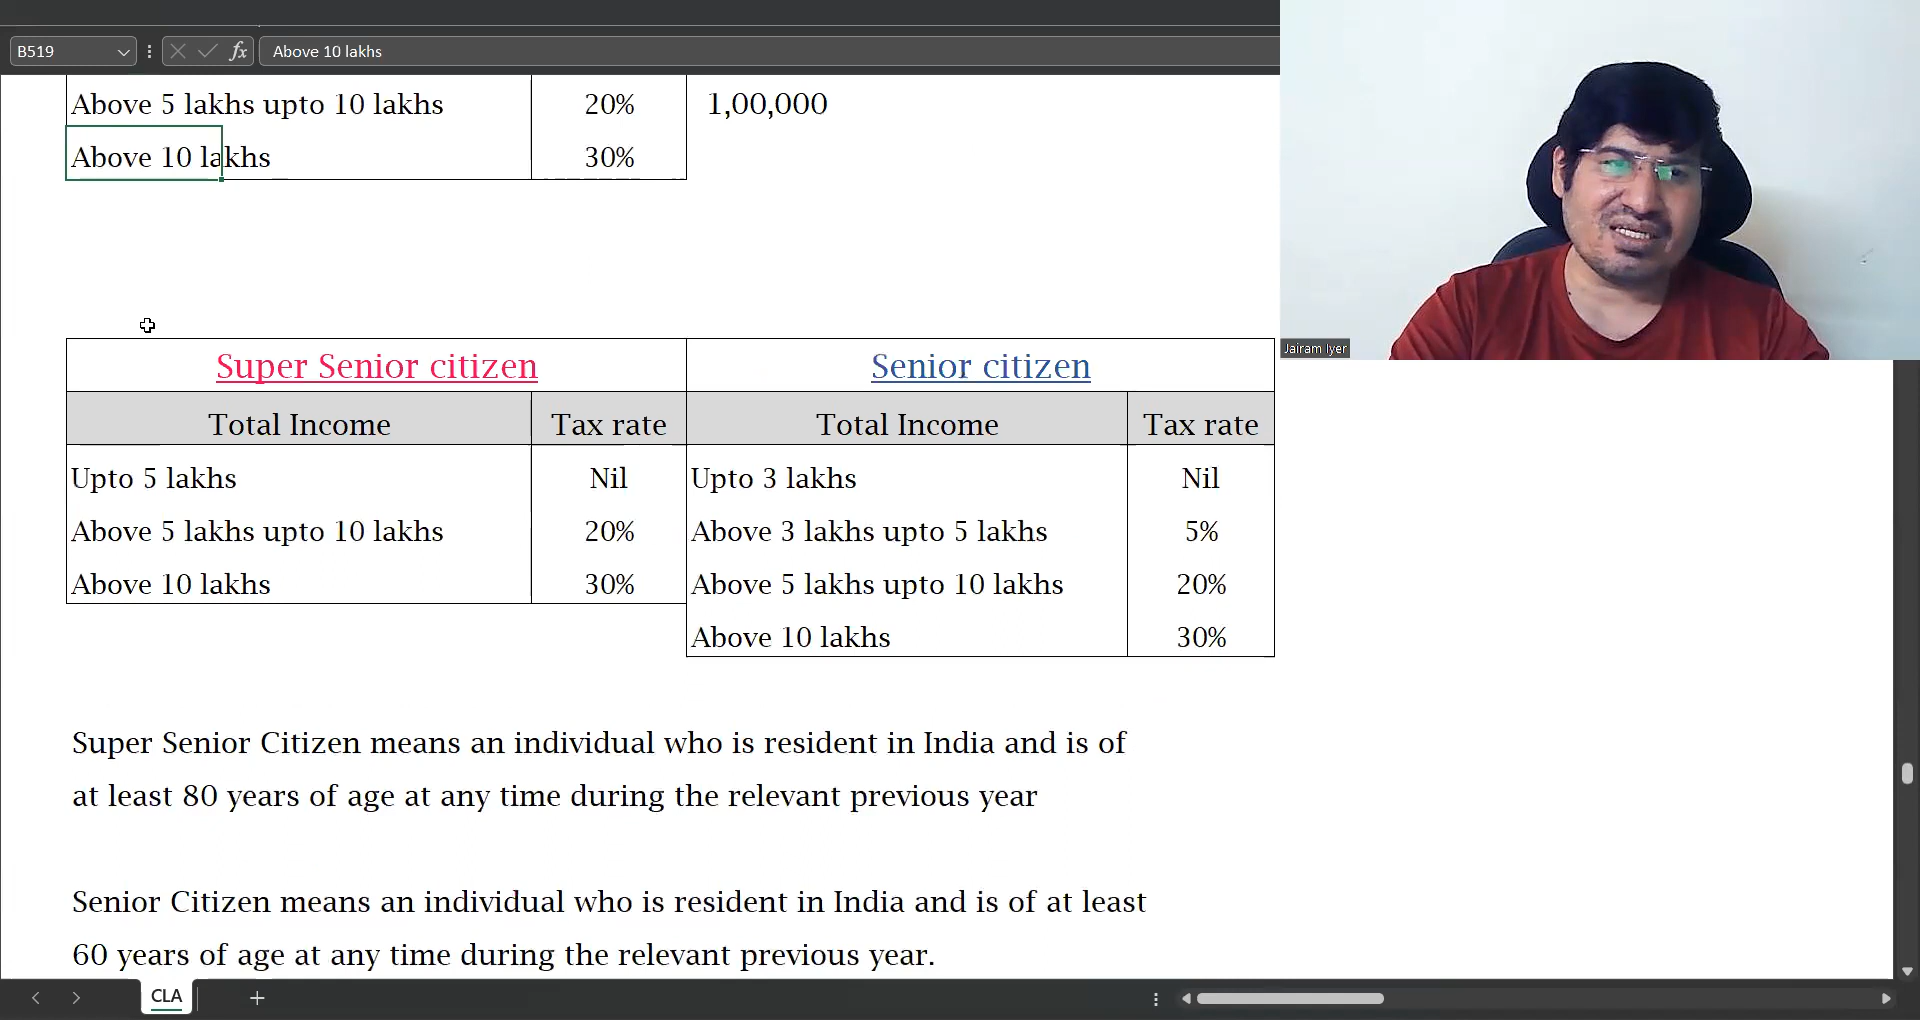 B519
fx
Above 10 lakhs
Above 5 lakhs upto 10 lakhs 20% 1,00,000
Above 10 lakhs 30%
Jairam Iyer
Super Senior citizen Senior citizen
Total Income Tax rate Total Income Tax rate
Upto 5 lakhs Nil Upto 3 lakhs Nil
Above 5 lakhs upto 10 lakhs 20% Above 3 lakhs upto 5 lakhs 5%
Above 10 lakhs 30% Above 5 lakhs upto 10 lakhs 20%
Above 10 lakhs 30%
Super Senior Citizen means an individual who is resident in India and is of
at least 80 years of age at any time during the relevant previous year
Senior Citizen means an individual who is resident in India and is of at least
60 years of age at any time during the relevant previous year.
CLA